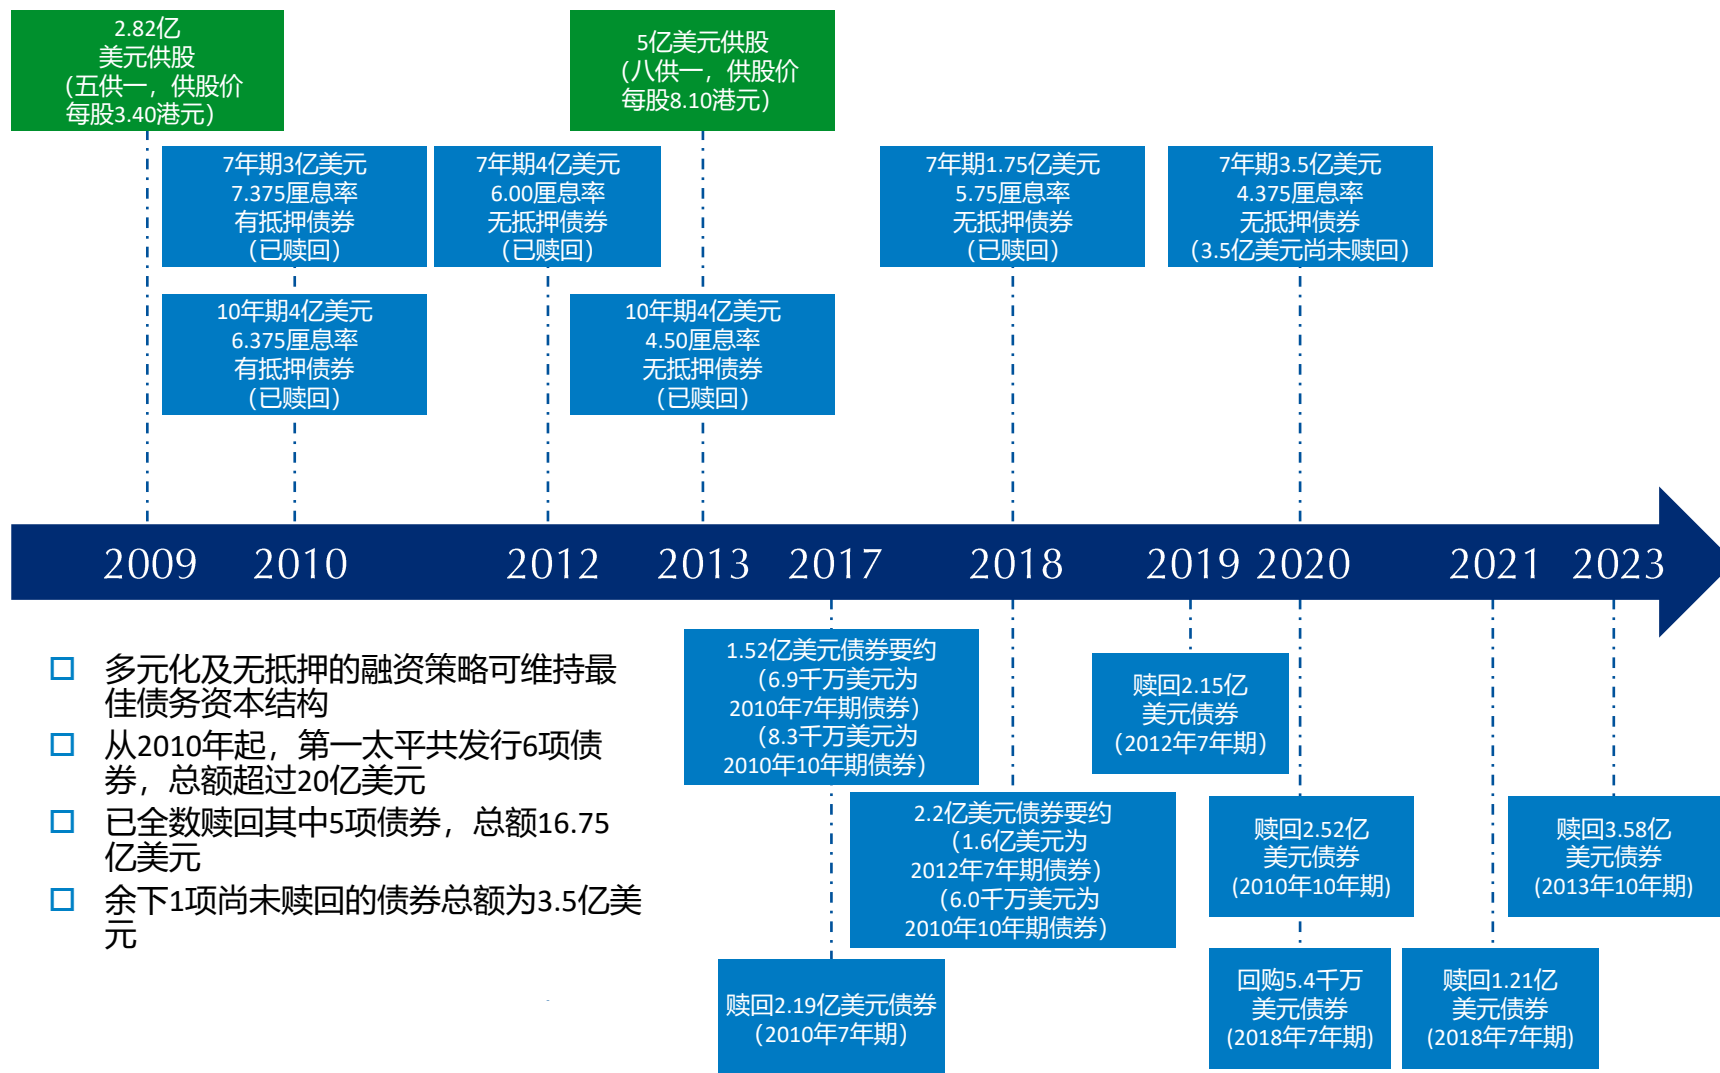 2.82亿
美元供股
（五供一，供股价
每股3.40港元）
5亿美元供股
（八供一，供股价
每股8.10港元）
7年期3亿美元
7.375厘息率
有抵押债券
（已赎回）
7年期4亿美元
6.00厘息率
无抵押债券
（已赎回）
7年期1.75亿美元
5.75厘息率
无抵押债券
（已赎回）
7年期3.5亿美元
4.375厘息率
无抵押债券
（3.5亿美元尚未赎回）
10年期4亿美元
6.375厘息率
有抵押债券
（已赎回）
10年期4亿美元
4.50厘息率
无抵押债券
（已赎回）
2009 2010 2012 2013 2017 2018 2019 2020 2021 2023
多元化及无抵押的融资策略可维持最
佳债务资本结构
从2010年起，第一太平共发行6项债
券，总额超过20亿美元
已全数赎回其中5项债券，总额16.75
亿美元
余下1项尚未赎回的债券总额为3.5亿美
元
1.52亿美元债券要约
（6.9千万美元为
2010年7年期债券）
（8.3千万美元为
2010年10年期债券）
赎回2.19亿美元债券
（2010年7年期）
2.2亿美元债券要约
（1.6亿美元为
2012年7年期债券）
（6.0千万美元为
2010年10年期债券）
赎回2.15亿
美元债券
（2012年7年期）
赎回2.52亿
美元债券
(2010年10年期)
回购5.4千万
美元债券
(2018年7年期)
赎回1.21亿
美元债券
(2018年7年期)
赎回3.58亿
美元债券
(2013年10年期)